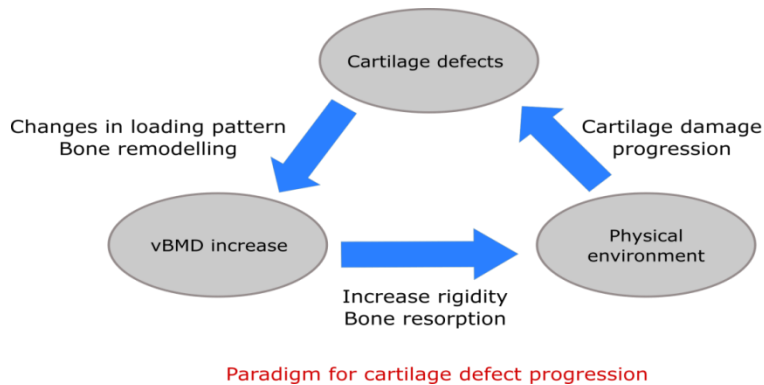 Cartilage defects
Changes in loading pattern
Bone remodelling
Cartilage damage
progression
vBMD increase
Physical
environment
Increase rigidity
Bone resorption
Paradigm for cartilage defect progression